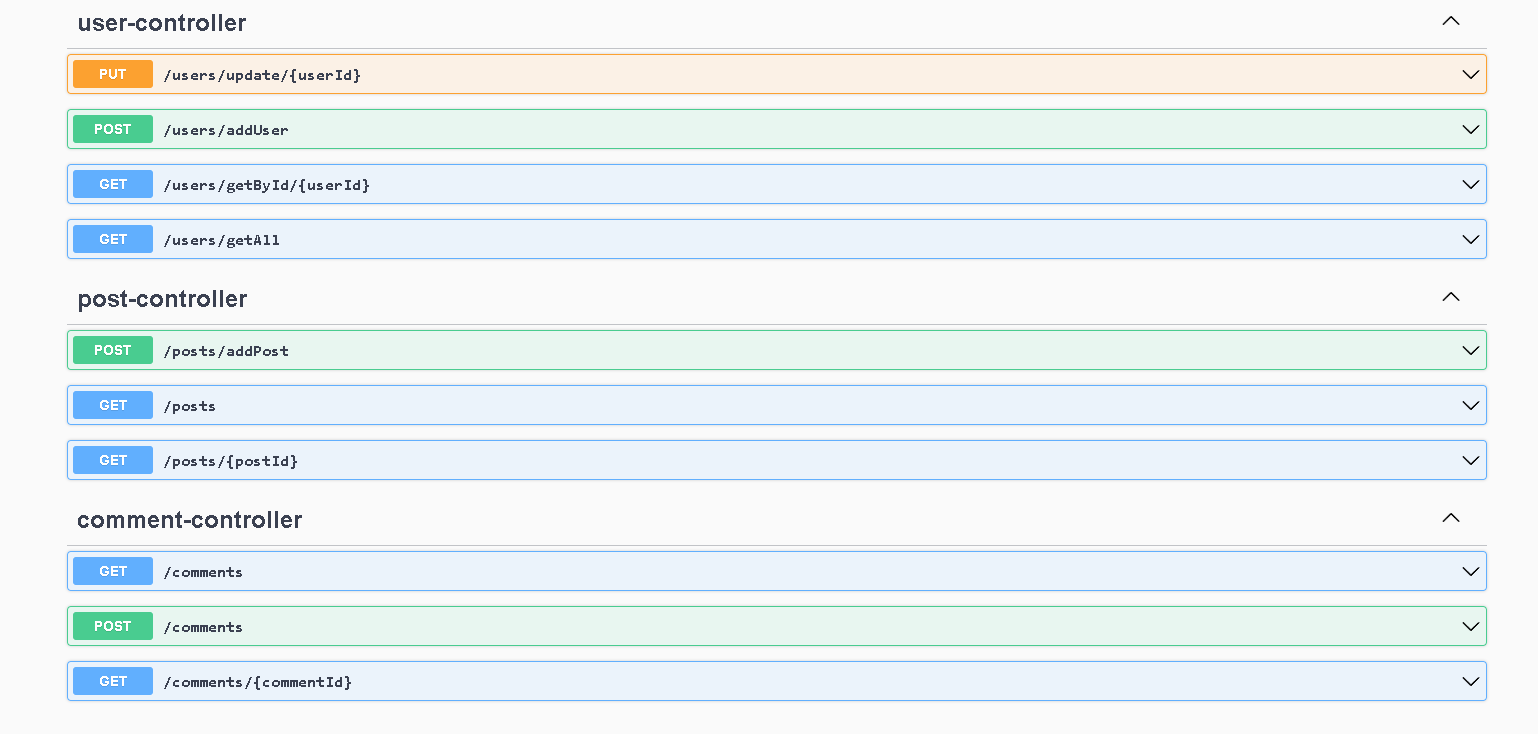 user-controller
PUT /users/update/{userId}
POST /users/addUser
GET /users/getById/{userId}
GET /users/getAll
post-controller
POST /posts/addPost
GET /posts
GET /posts/{postId}
comment-controller
GET /comments
POST /comments
GET /comments/{commentId}